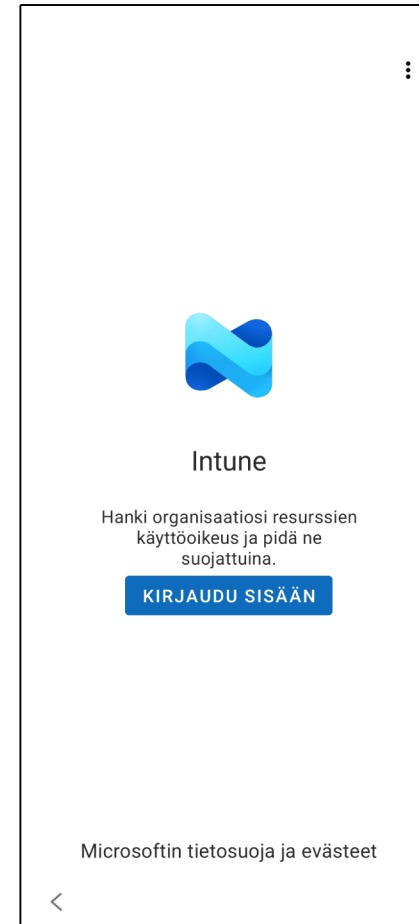 Intune
Hanki organisaatiosi resurssien
käyttöoikeus ja pidä ne
suojattuina.
KIRJAUDU SISÄÄN
Microsoftin tietosuoja ja evästeet